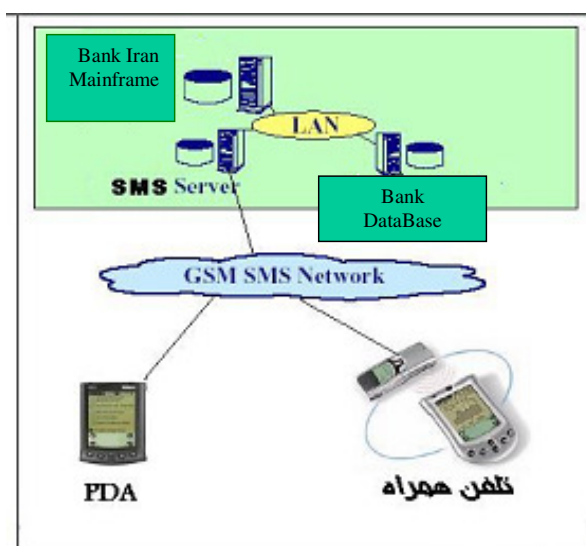 Bank Iran
Mainframe
LAN
SMS Server
Bank
DataBase
GSM SMS Network
PDA
تلفن همراه